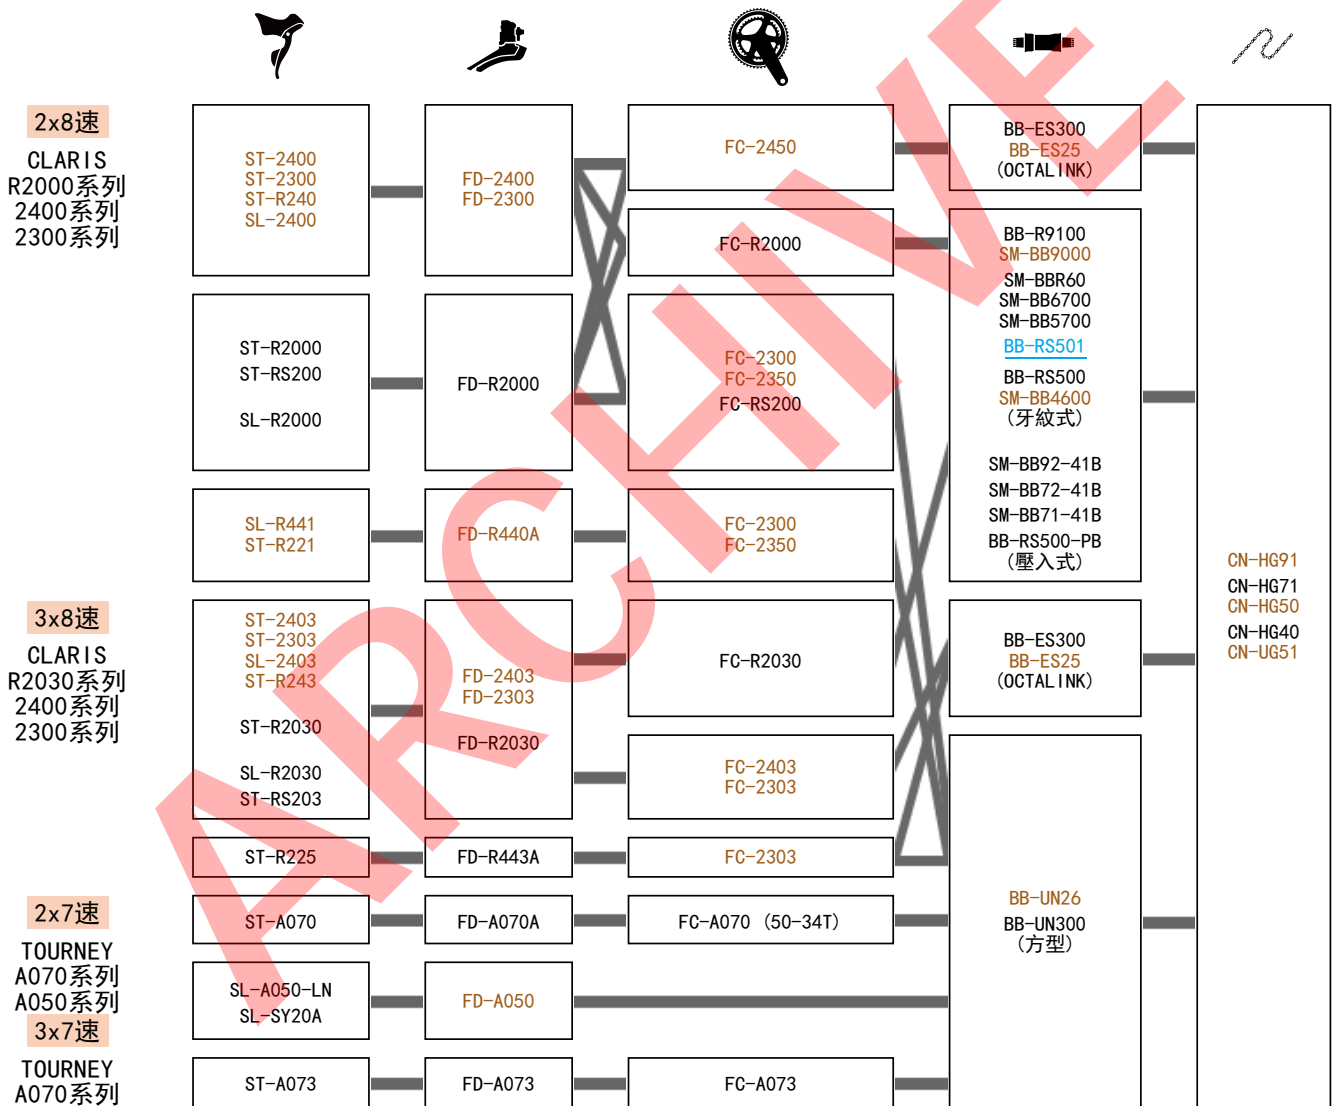 2x8速
CLARIS
R2000系列
2400系列
2300系列
ST-2400
ST-2300
ST-R240
SL-2400
FD-2400
FD-2300
FC-2450
BB-ES300
BB-ES25
(OCTALINK)
FC-R2000
BB-R9100
SM-BB9000
SM-BBR60
SM-BB6700
SM-BB5700
BB-RS501
BB-RS500
SM-BB4600
(牙紋式)
SM-BB92-41B
SM-BB72-41B
SM-BB71-41B
BB-RS500-PB
(壓入式)
ST-R2000
ST-RS200
SL-R2000
FD-R2000
FC-2300
FC-2350
FC-RS200
SL-R441
ST-R221
FD-R440A
FC-2300
FC-2350
CN-HG91
CN-HG71
CN-HG50
CN-HG40
CN-UG51
3x8速
CLARIS
R2030系列
2400系列
2300系列
ST-2403
ST-2303
SL-2403
ST-R243
ST-R2030
SL-R2030
ST-RS203
FD-2403
FD-2303
FD-R2030
FC-R2030
BB-ES300
BB-ES25
(OCTALINK)
FC-2403
FC-2303
ST-R225
FD-R443A
FC-2303
2x7速
TOURNEY
A070系列
A050系列
ST-A070
FD-A070A
FC-A070 (50-34T)
BB-UN26
BB-UN300
(方型)
SL-A050-LN
SL-SY20A
FD-A050
3x7速
TOURNEY
A070系列
ST-A073
FD-A073
FC-A073
ARCHIVE